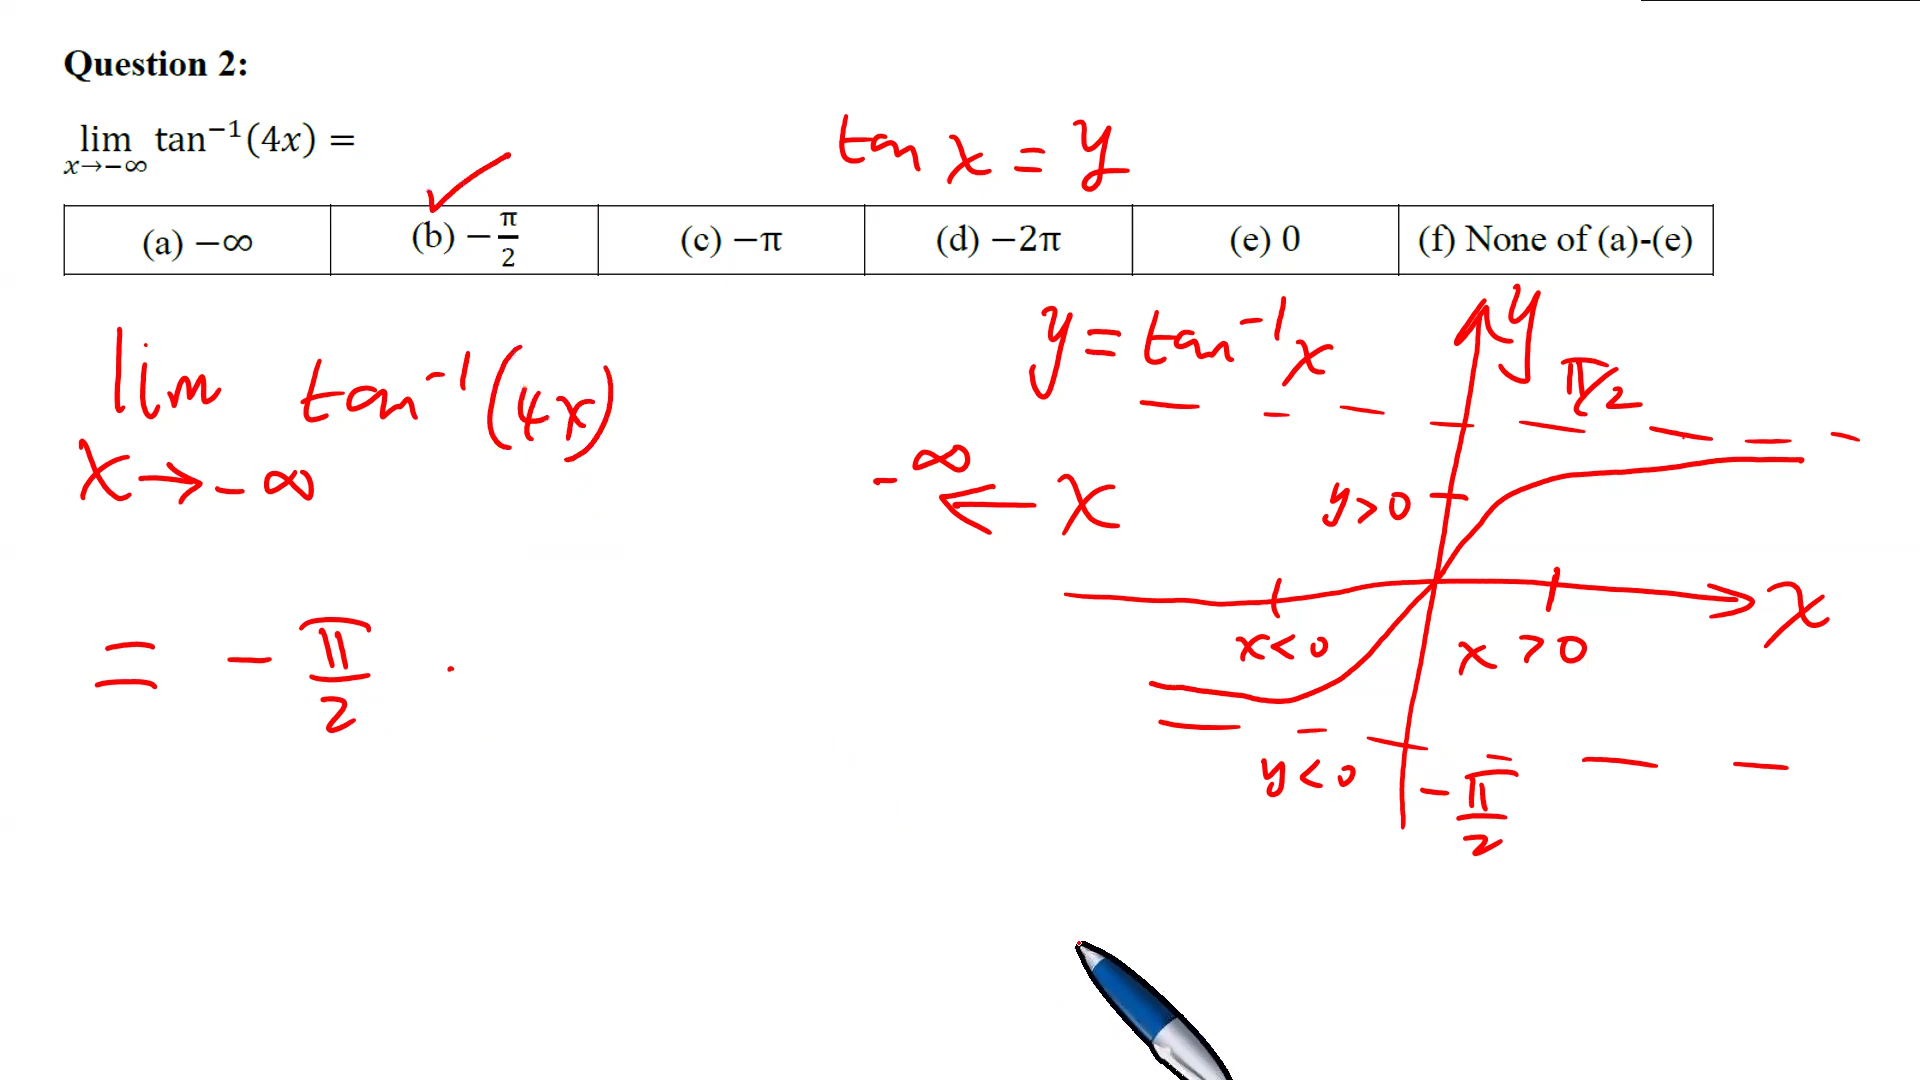 Question 2:
lim x→−∞ tan⁻¹(4x) =
tan x = y
(a) −∞ (b) −π/2 (c) −π (d) −2π (e) 0 (f) None of (a)-(e)
lim x→−∞ tan⁻¹(4x)
y = tan⁻¹x
y
π/2
−∞ ← x
y>0
x
x<0
x>0
= −π/2
y<0
−π/2